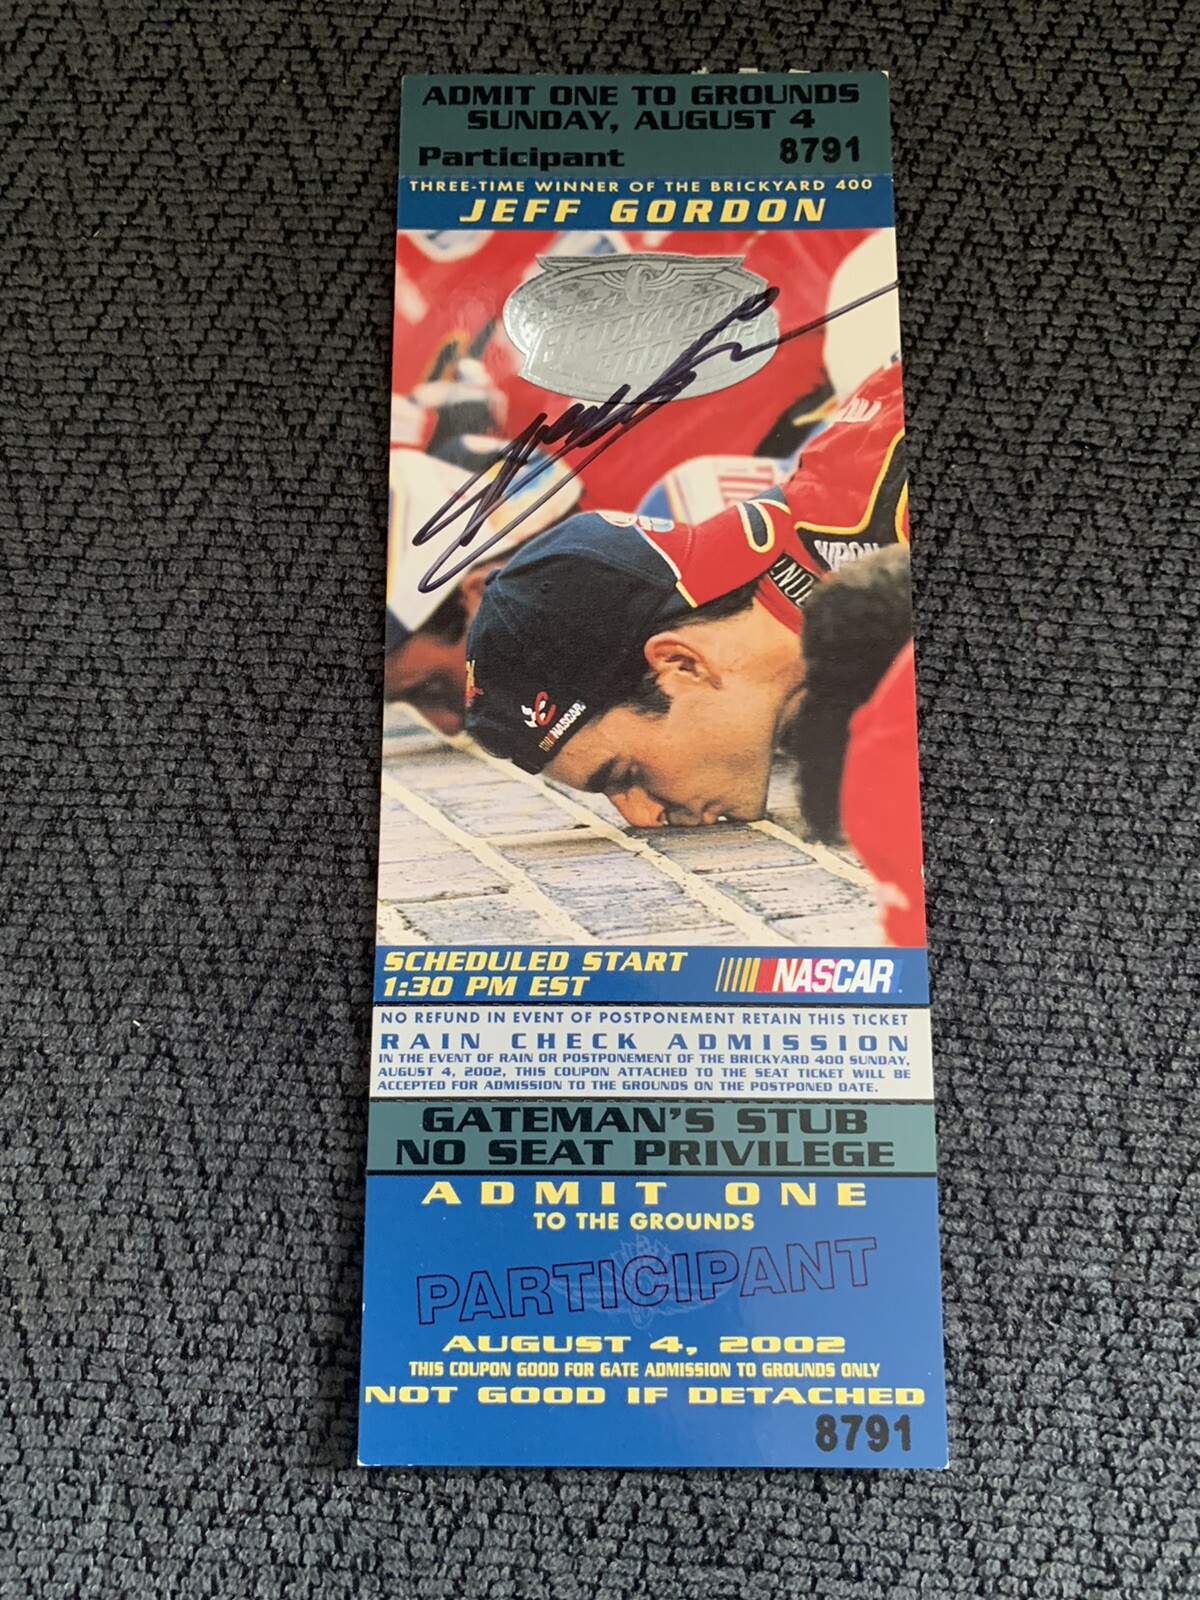 ADMIT ONE TO GROUNDS
SUNDAY, AUGUST 4
Participant 8791
THREE-TIME WINNER OF THE BRICKYARD 400
JEFF GORDON
BRICKYARD
400
NASCAR
SCHEDULED START
1:30 PM EST
NASCAR
NO REFUND IN EVENT OF POSTPONEMENT RETAIN THIS TICKET
RAIN CHECK ADMISSION
IN THE EVENT OF RAIN OR POSTPONEMENT OF THE BRICKYARD 400 SUNDAY,
AUGUST 4, 2002, THIS COUPON ATTACHED TO THE SEAT TICKET WILL BE
ACCEPTED FOR ADMISSION TO THE GROUNDS ON THE POSTPONED DATE.
GATEMAN'S STUB
NO SEAT PRIVILEGE
ADMIT ONE
TO THE GROUNDS
PARTICIPANT
AUGUST 4, 2002
THIS COUPON GOOD FOR GATE ADMISSION TO GROUNDS ONLY
NOT GOOD IF DETACHED
8791